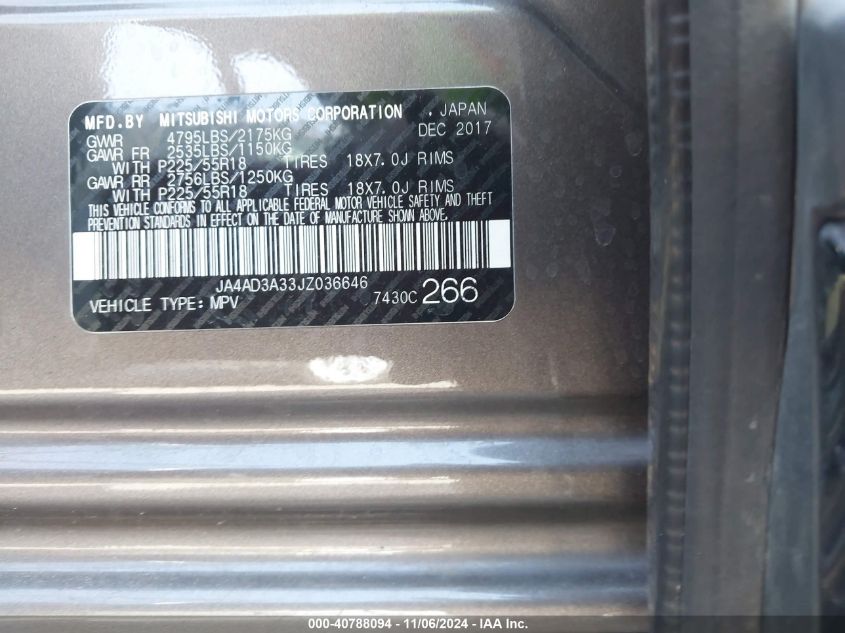 MFD.BY MITSUBISHI MOTORS CORPORATION , JAPAN
GVWR 4795LBS/2175KG DEC 2017
GAWR FR 2535LBS/1150KG
WITH P225/55R18 TIRES 18X7.0J RIMS
GAWR RR 2756LBS/1250KG
WITH P225/55R18 TIRES 18X7.0J RIMS
THIS VEHICLE CONFORMS TO ALL APPLICABLE FEDERAL MOTOR VEHICLE SAFETY AND THEFT
PREVENTION STANDARDS IN EFFECT ON THE DATE OF MANUFACTURE SHOWN ABOVE.
JA4AD3A33JZ036646
VEHICLE TYPE: MPV 7430C 266
000-40788094 - 11/06/2024 - IAA Inc.